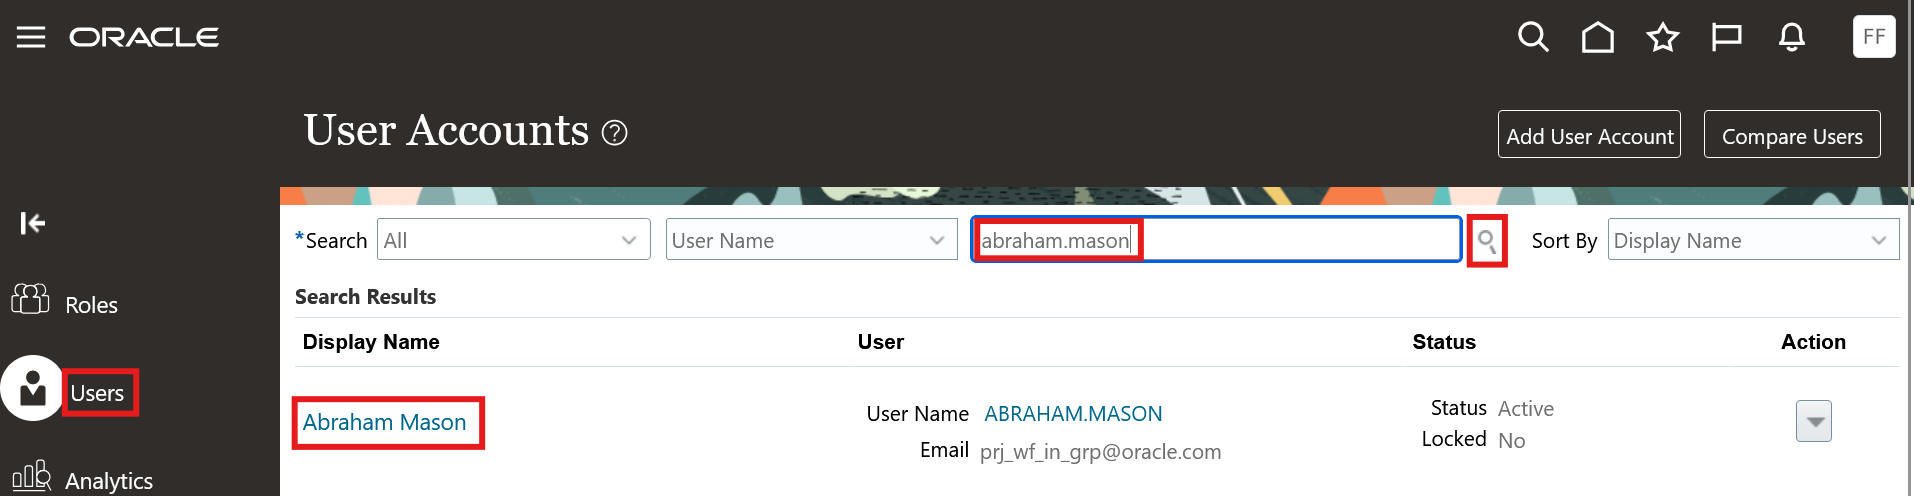 ORACLE
FF
User Accounts ?
Add User Account
Compare Users
*Search All User Name abraham.mason Sort By Display Name
Search Results
Roles
Display Name User Status Action
Users
Abraham Mason
User Name ABRAHAM.MASON
Email prj_wf_in_grp@oracle.com
Status Active
Locked No
Analytics